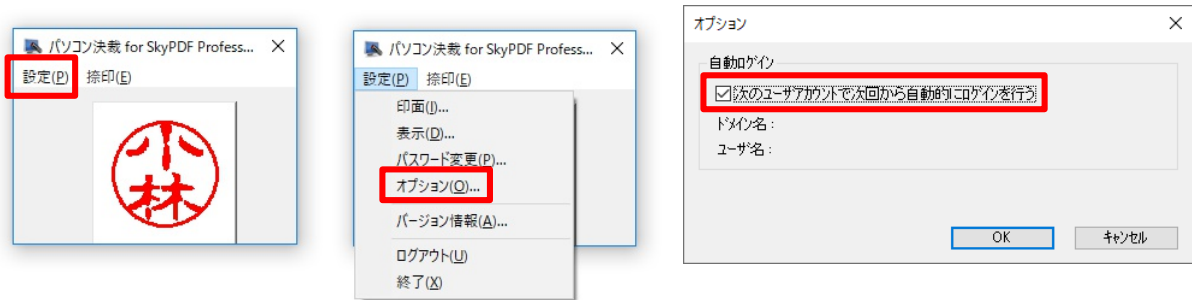 パソコン決裁 for SkyPDF Profess...
設定(P) 捺印(E)
小林
パソコン決裁 for SkyPDF Profess...
設定(P) 捺印(E)
印面(I)...
表示(D)...
パスワード変更(P)...
オプション(O)...
バージョン情報(A)...
ログアウト(U)
終了(X)
オプション
自動ログイン
次のユーザアカウントで次回から自動的にログインを行う
ドメイン名:
ユーザ名:
OK キャンセル